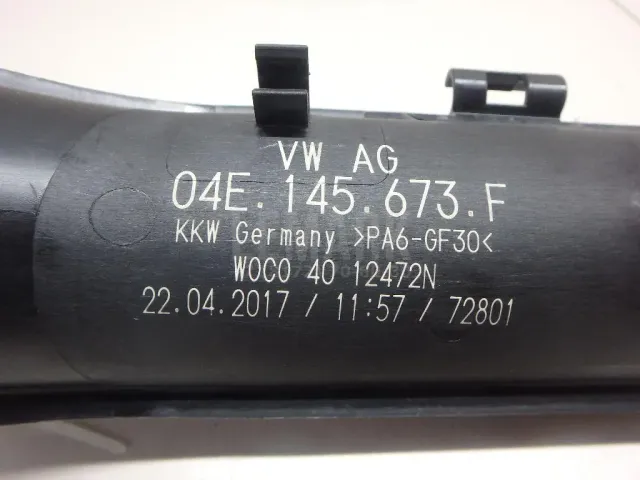 VW AG
04E.145.673.F
KKW Germany >PA6-GF30<
WOCO 40 12472N
22.04.2017 / 11:57 / 72801